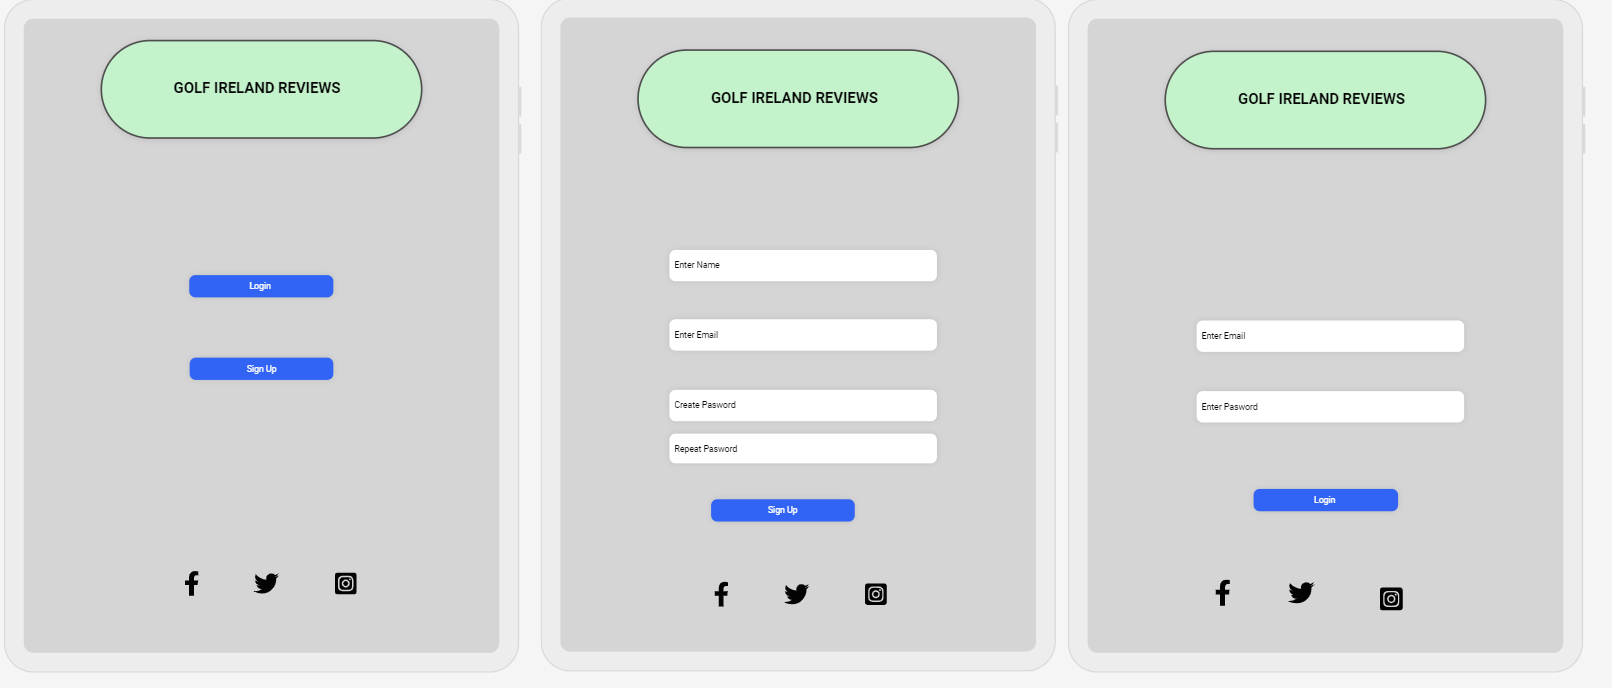 GOLF IRELAND REVIEWS
Login
Sign Up
GOLF IRELAND REVIEWS
Enter Name
Enter Email
Create Pasword
Repeat Pasword
Sign Up
GOLF IRELAND REVIEWS
Enter Email
Enter Pasword
Login